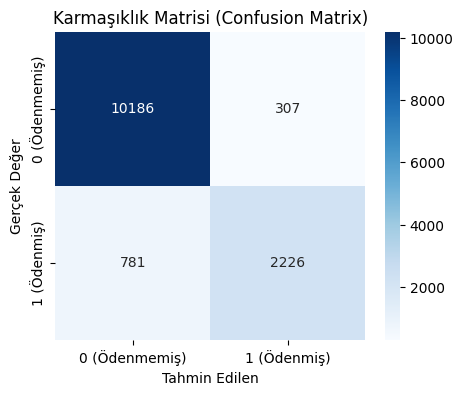 Karmaşıklık Matrisi (Confusion Matrix)
Gerçek Değer
0 (Ödenmemiş)
1 (Ödenmiş)
10186
307
781
2226
0 (Ödenmemiş)
1 (Ödenmiş)
Tahmin Edilen
10000
8000
6000
4000
2000